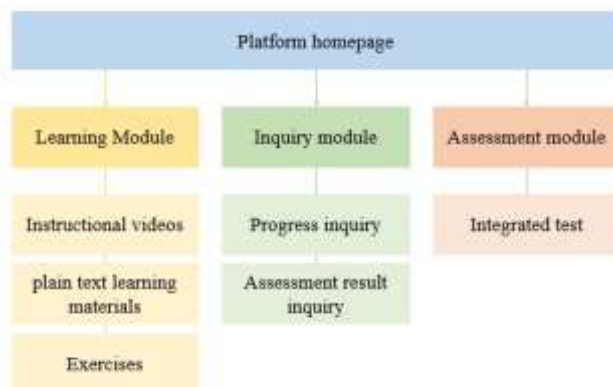 Platform homepage
Learning Module
Inquiry module
Assessment module
Instructional videos
Progress inquiry
Integrated test
plain text learning
materials
Assessment result
inquiry
Exercises